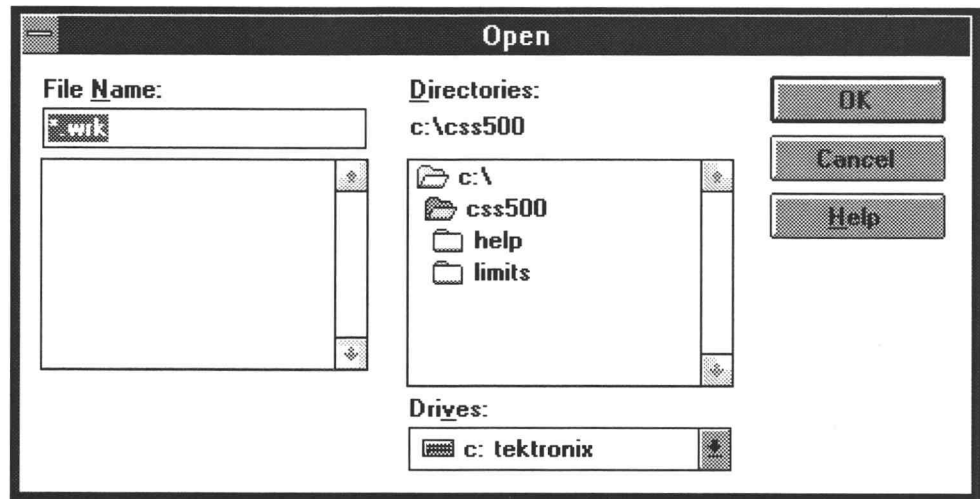 Open
File Name:
*.wrk
Directories:
c:\css500
c:\
css500
help
limits
Drives:
c: tektronix
OK
Cancel
Help